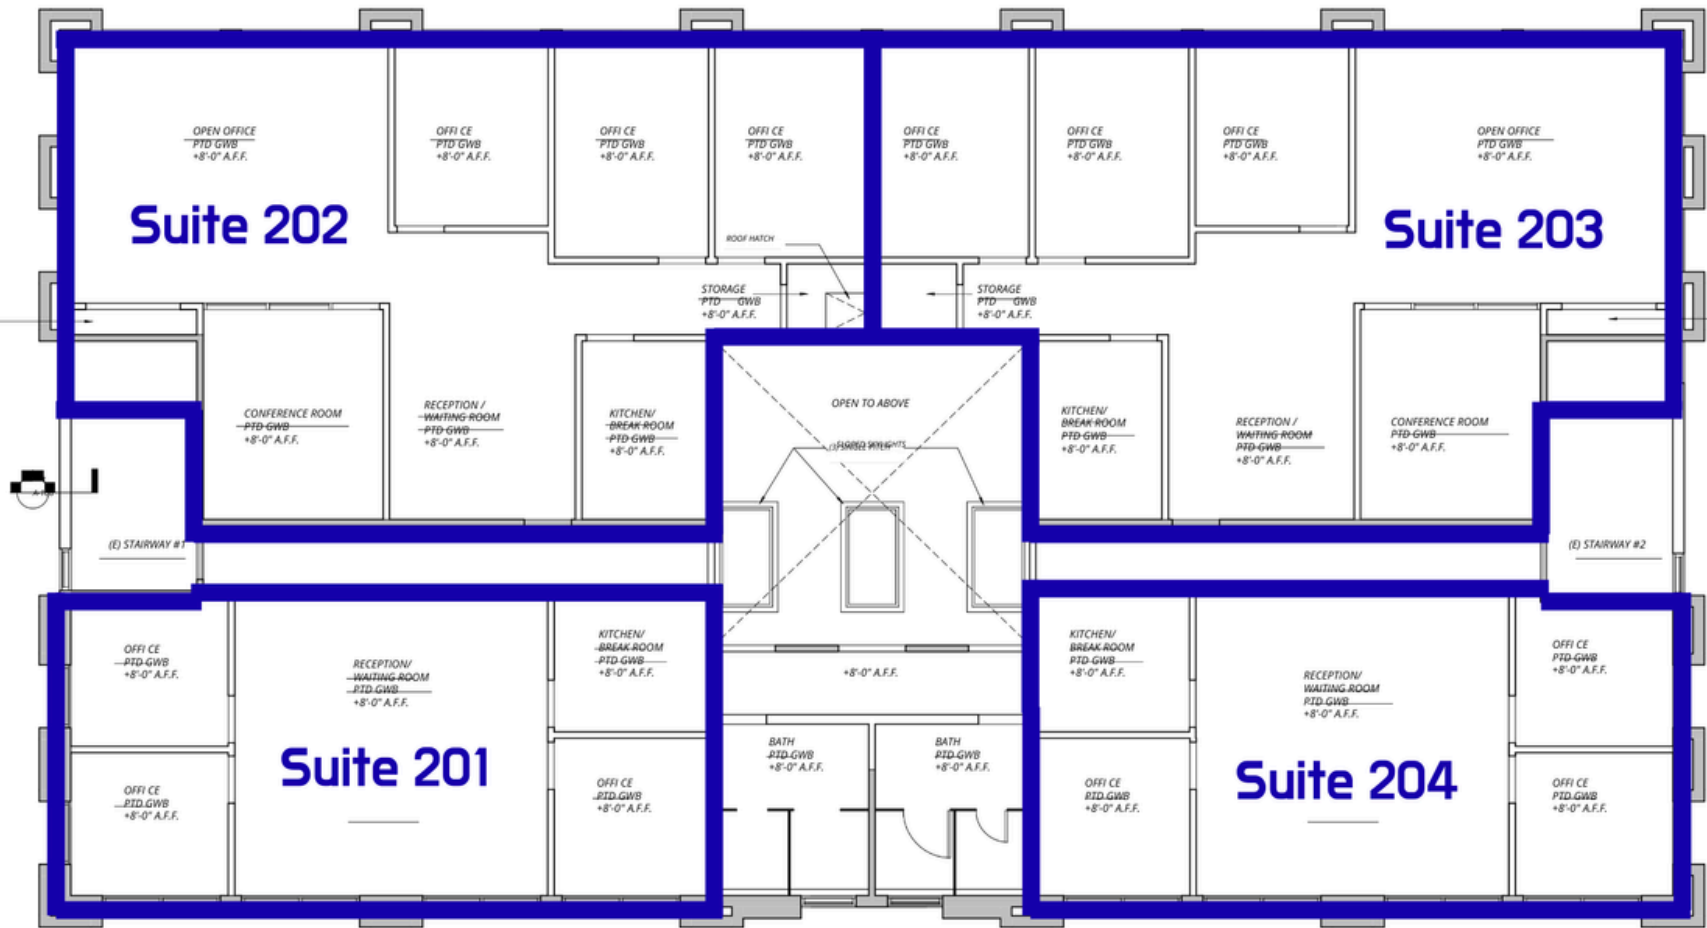 OPEN OFFICE
PTD GWB
+8'-0" A.F.F.
OFFI CE
PTD GWB
+8'-0" A.F.F.
OFFI CE
PTD GWB
+8'-0" A.F.F.
OFFI CE
PTD GWB
+8'-0" A.F.F.
OFFI CE
PTD GWB
+8'-0" A.F.F.
OFFI CE
PTD GWB
+8'-0" A.F.F.
OFFI CE
PTD GWB
+8'-0" A.F.F.
OPEN OFFICE
PTD GWB
+8'-0" A.F.F.
Suite 202
Suite 203
ROOF HATCH
STORAGE
PTD GWB
+8'-0" A.F.F.
STORAGE
PTD GWB
+8'-0" A.F.F.
CONFERENCE ROOM
PTD GWB
+8'-0" A.F.F.
RECEPTION /
WAITING ROOM
PTD GWB
+8'-0" A.F.F.
KITCHEN/
BREAK ROOM
PTD GWB
+8'-0" A.F.F.
OPEN TO ABOVE
KITCHEN/
BREAK ROOM
PTD GWB
+8'-0" A.F.F.
RECEPTION /
WAITING ROOM
PTD GWB
+8'-0" A.F.F.
CONFERENCE ROOM
PTD GWB
+8'-0" A.F.F.
(E) STAIRWAY #1
(E) STAIRWAY #2
OFFI CE
PTD GWB
+8'-0" A.F.F.
RECEPTION/
WAITING ROOM
PTD GWB
+8'-0" A.F.F.
KITCHEN/
BREAK ROOM
PTD GWB
+8'-0" A.F.F.
+8'-0" A.F.F.
KITCHEN/
BREAK ROOM
PTD GWB
+8'-0" A.F.F.
RECEPTION/
WAITING ROOM
PTD GWB
+8'-0" A.F.F.
OFFI CE
PTD GWB
+8'-0" A.F.F.
Suite 201
BATH
PTD GWB
+8'-0" A.F.F.
BATH
PTD GWB
+8'-0" A.F.F.
Suite 204
OFFI CE
PTD GWB
+8'-0" A.F.F.
OFFI CE
PTD GWB
+8'-0" A.F.F.
OFFI CE
PTD GWB
+8'-0" A.F.F.
OFFI CE
PTD GWB
+8'-0" A.F.F.